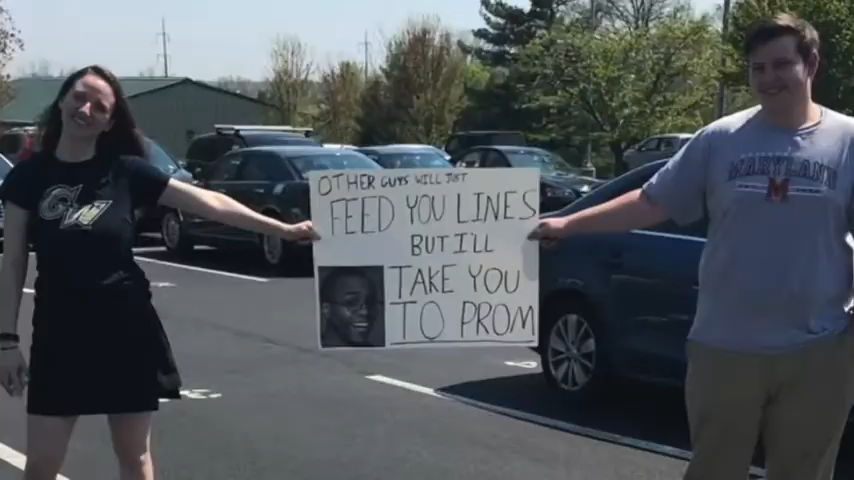 OTHER GUYS WILL JUST
FEED YOU LINES
BUT I'LL
TAKE YOU
TO PROM
GW
MARYLAND
M